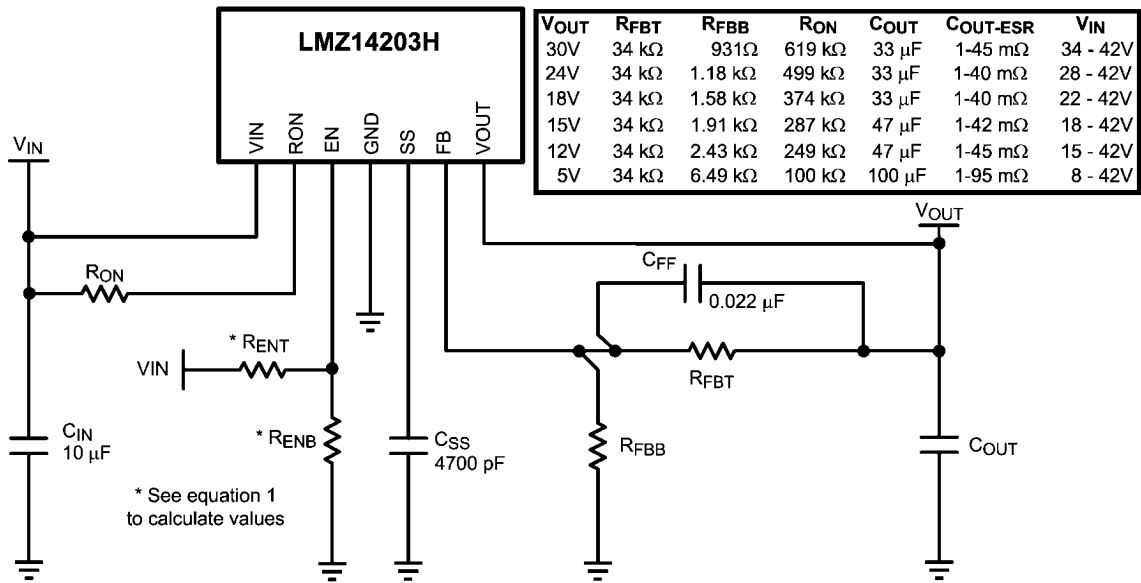 LMZ14203H
VIN
RON
EN
GND
SS
FB
VOUT
VOUT RFBT RFBB RON COUT COUT-ESR VIN
30V 34 kΩ 931Ω 619 kΩ 33 μF 1-45 mΩ 34 - 42V
24V 34 kΩ 1.18 kΩ 499 kΩ 33 μF 1-40 mΩ 28 - 42V
18V 34 kΩ 1.58 kΩ 374 kΩ 33 μF 1-40 mΩ 22 - 42V
15V 34 kΩ 1.91 kΩ 287 kΩ 47 μF 1-42 mΩ 18 - 42V
12V 34 kΩ 2.43 kΩ 249 kΩ 47 μF 1-45 mΩ 15 - 42V
5V 34 kΩ 6.49 kΩ 100 kΩ 100 μF 1-95 mΩ 8 - 42V
VIN
VOUT
RON
CFF
0.022 μF
* RENT
VIN
RFBT
* RENB
CIN
10 μF
CSS
4700 pF
RFBB
COUT
* See equation 1
to calculate values